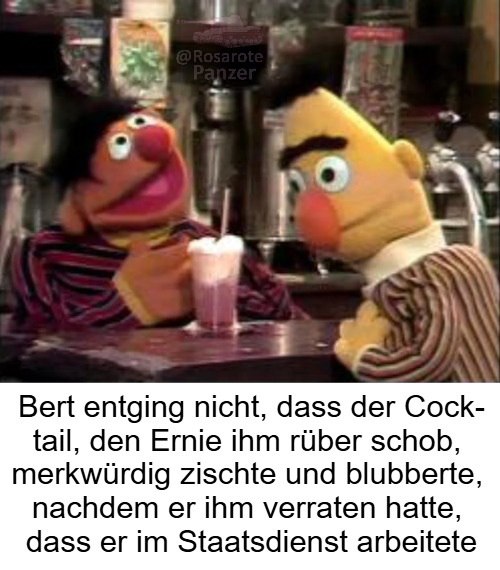 @Rosarote
Panzer
Bert entging nicht, dass der Cock-
tail, den Ernie ihm rüber schob,
merkwürdig zischte und blubberte,
nachdem er ihm verraten hatte,
dass er im Staatsdienst arbeitete